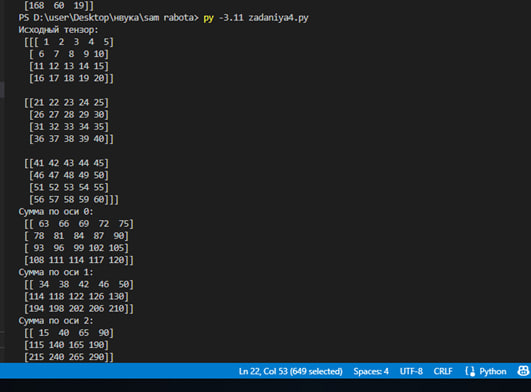 [168  60  19]]
PS D:\user\Desktop\нвука\sam rabota> py -3.11 zadaniya4.py
Исходный тензор:
[[[ 1  2  3  4  5]
[ 6  7  8  9 10]
[11 12 13 14 15]
[16 17 18 19 20]]
[[21 22 23 24 25]
[26 27 28 29 30]
[31 32 33 34 35]
[36 37 38 39 40]]
[[41 42 43 44 45]
[46 47 48 49 50]
[51 52 53 54 55]
[56 57 58 59 60]]]
Сумма по оси 0:
[[ 63  66  69  72  75]
[ 78  81  84  87  90]
[ 93  96  99 102 105]
[108 111 114 117 120]]
Сумма по оси 1:
[[ 34  38  42  46  50]
[114 118 122 126 130]
[194 198 202 206 210]]
Сумма по оси 2:
[[ 15  40  65  90]
[115 140 165 190]
[215 240 265 290]]
Ln 22, Col 53 (649 selected)  Spaces: 4  UTF-8  CRLF  {} Python